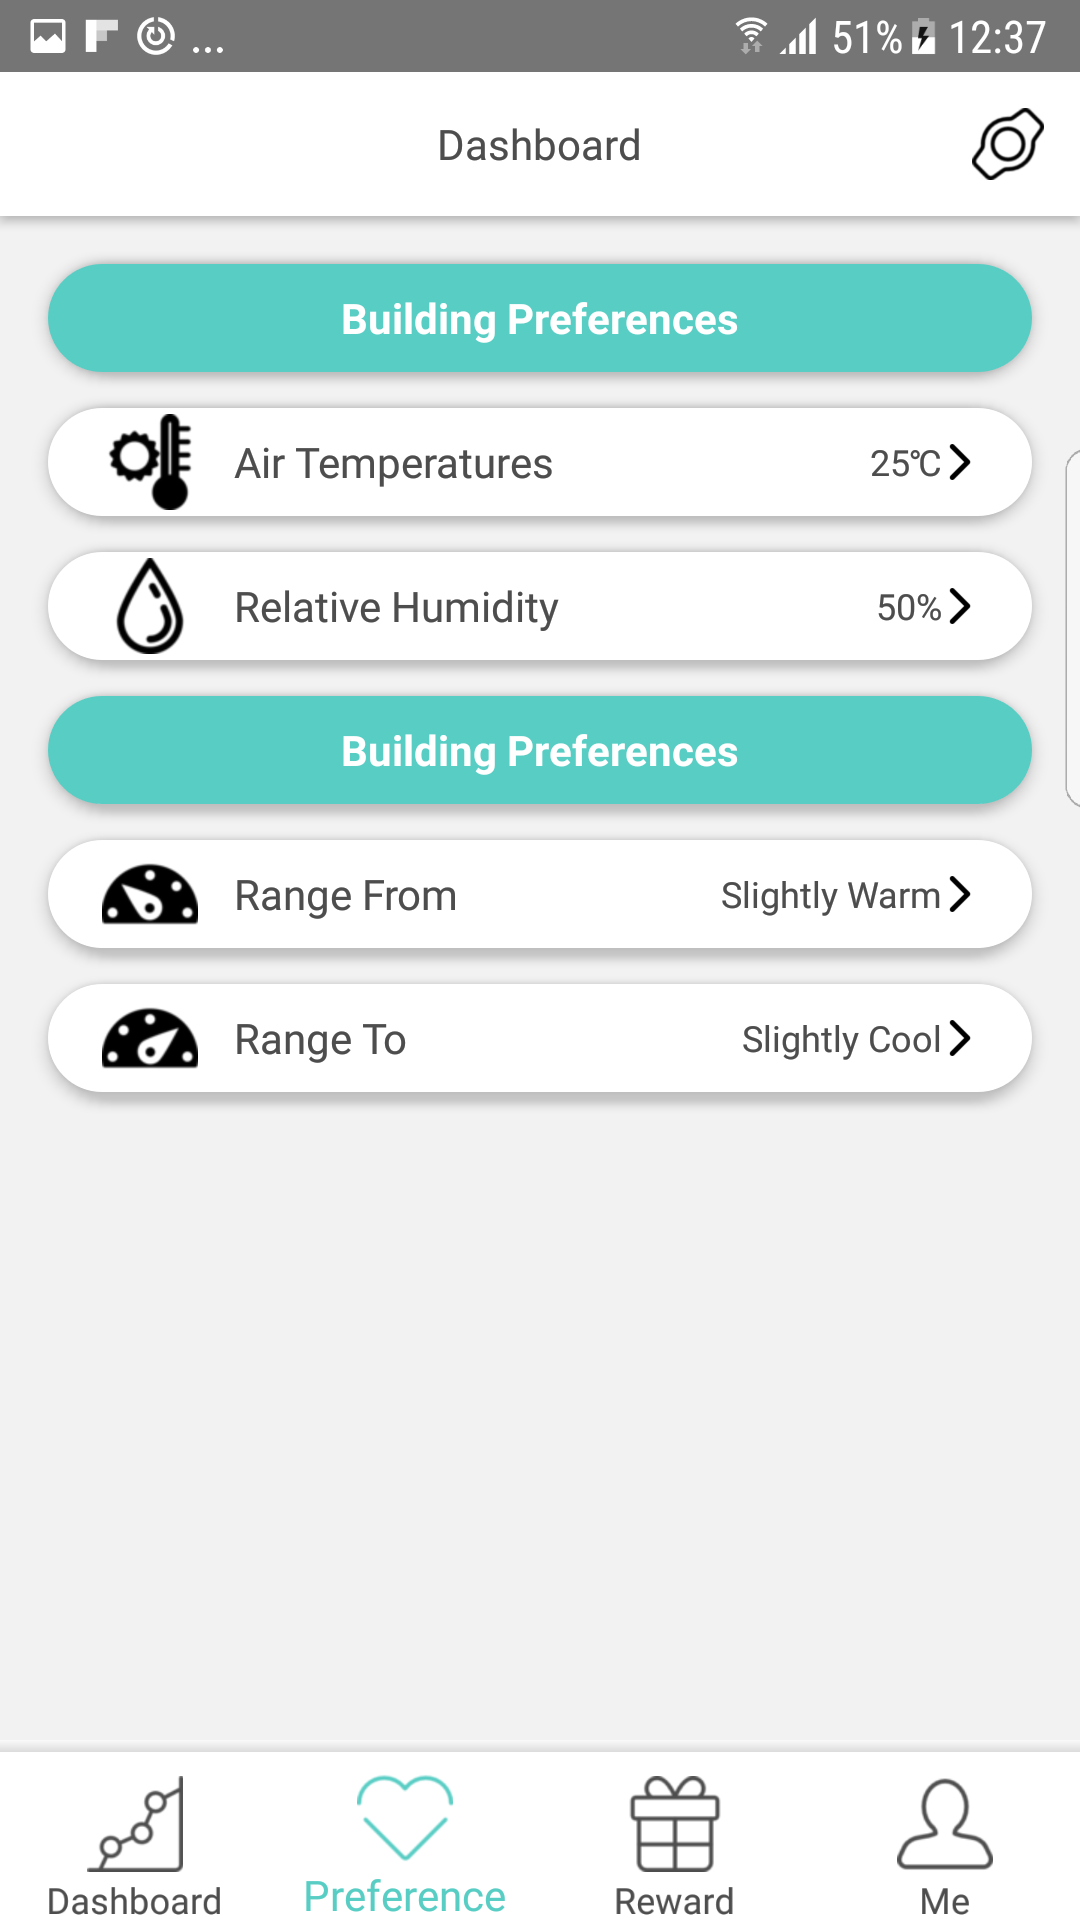 ... 51% 12:37
Dashboard
Building Preferences
Air Temperatures 25℃
Relative Humidity 50%
Building Preferences
Range From Slightly Warm
Range To Slightly Cool
Dashboard Preference Reward Me